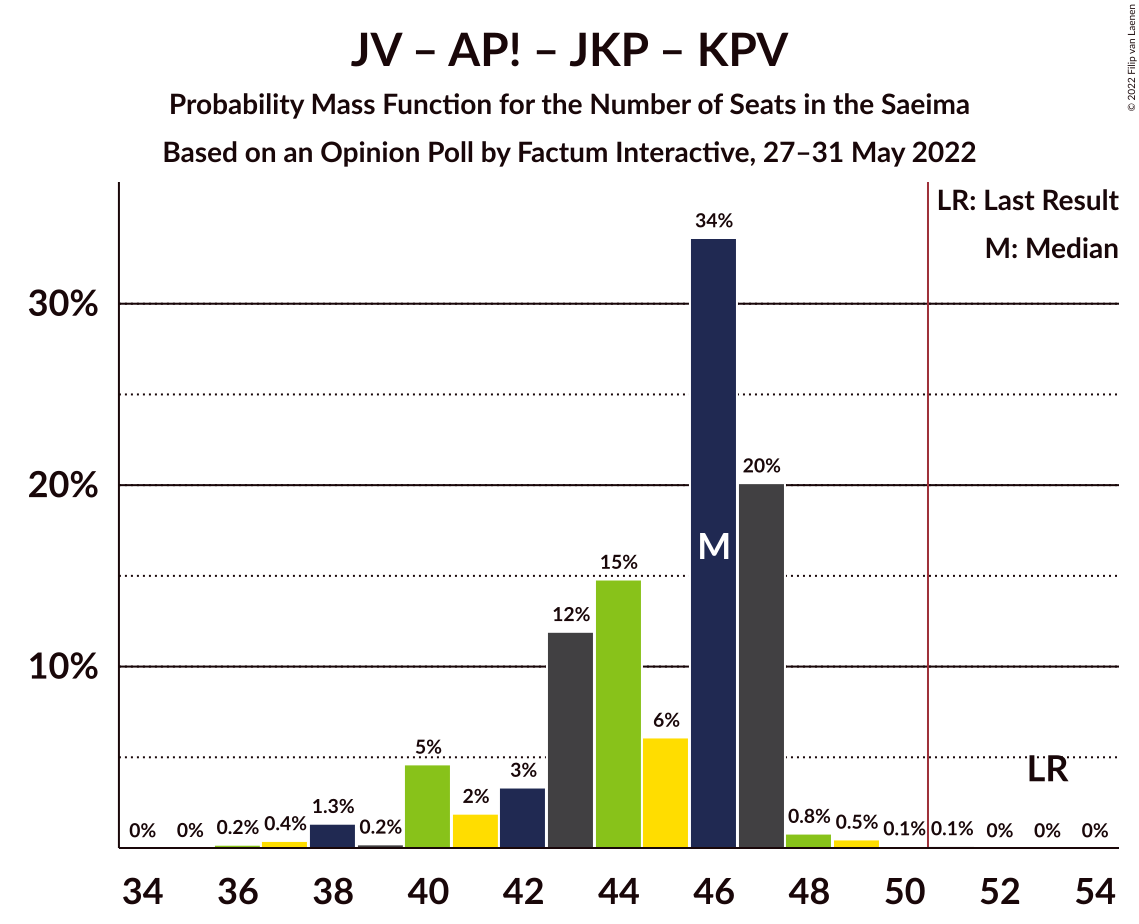 © 2022 Filip van Laenen
JV – AP! – JKP – KPV
Probability Mass Function for the Number of Seats in the Saeima
Based on an Opinion Poll by Factum Interactive, 27–31 May 2022
LR: Last Result
M: Median
30%
20%
10%
0% 0% 0.2% 0.4% 1.3% 0.2% 5% 2% 3% 12% 15% 6% 34% 20% 0.8% 0.5% 0.1% 0.1% 0% 0% 0%
M
LR
34 36 38 40 42 44 46 48 50 52 54